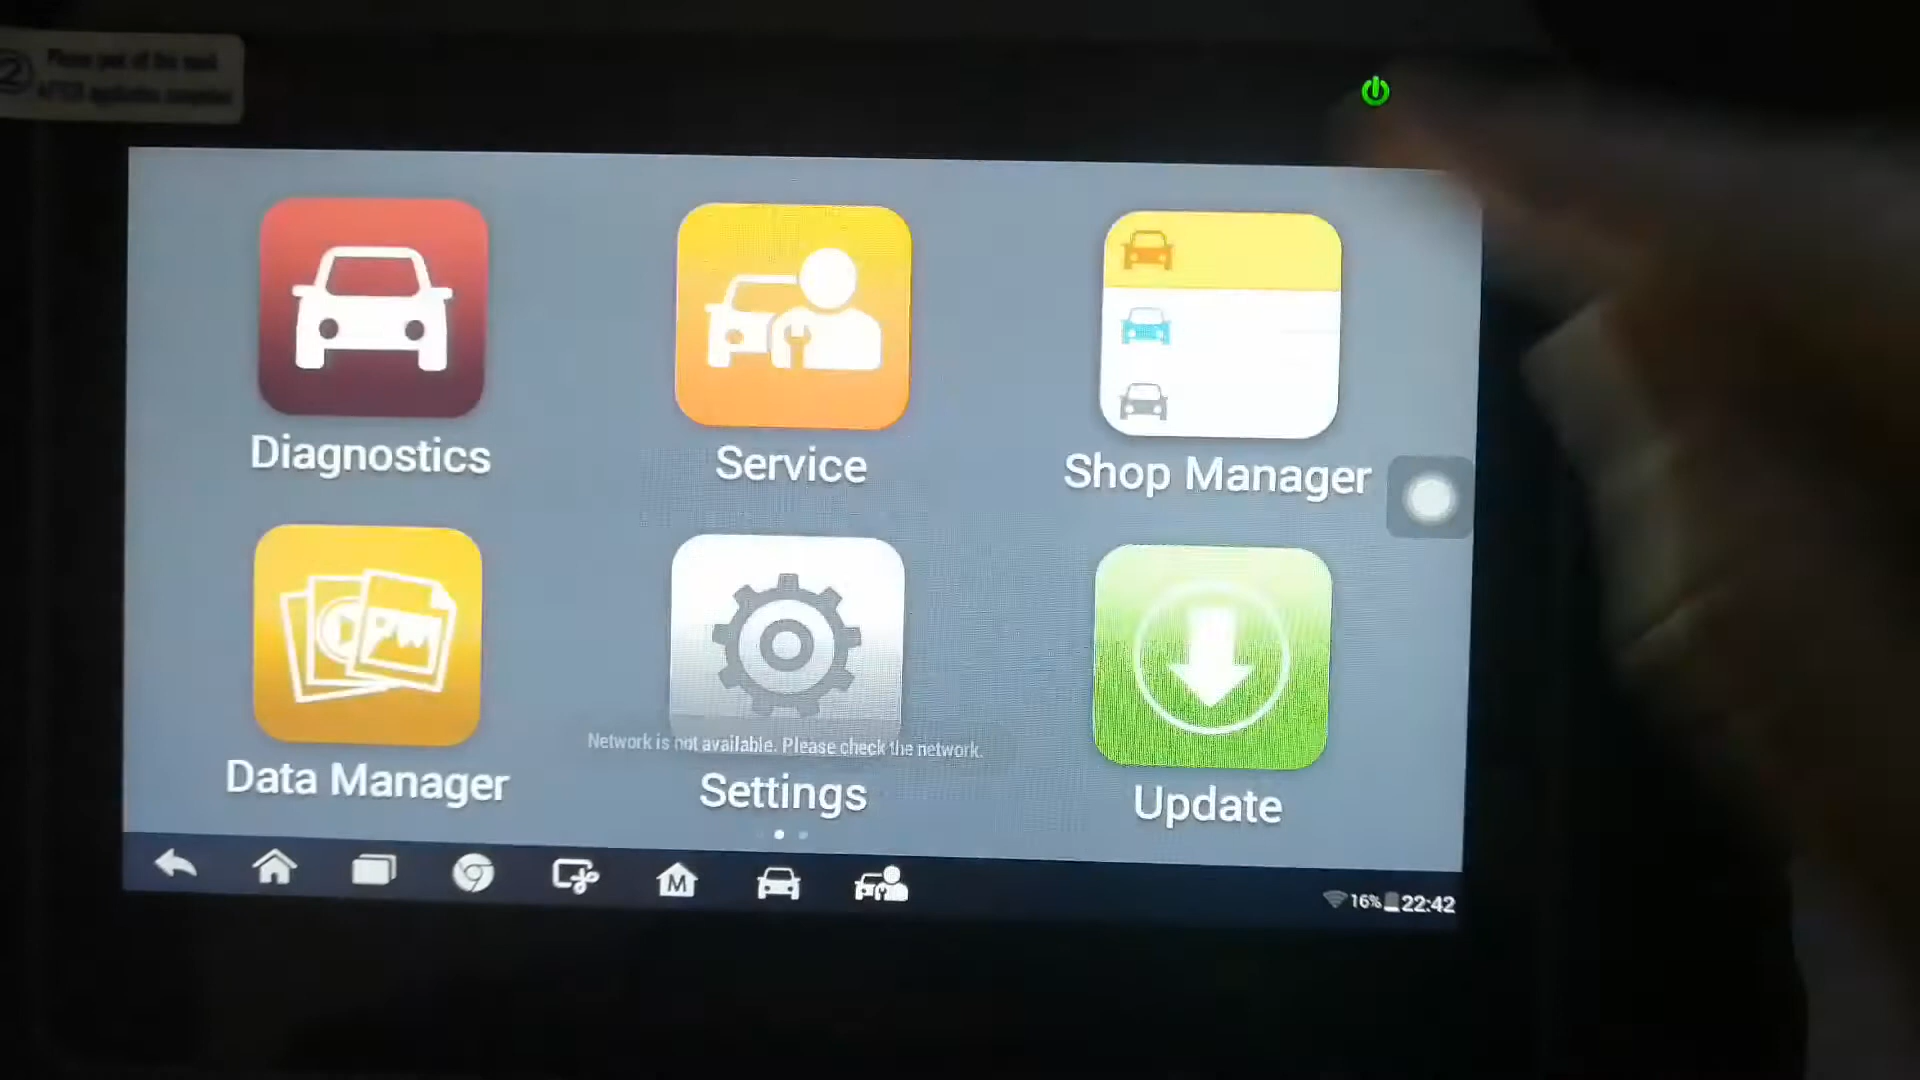 Diagnostics
Service
Shop Manager
Data Manager
Network is not available. Please check the network.
Settings
Update
M
16%
22:42